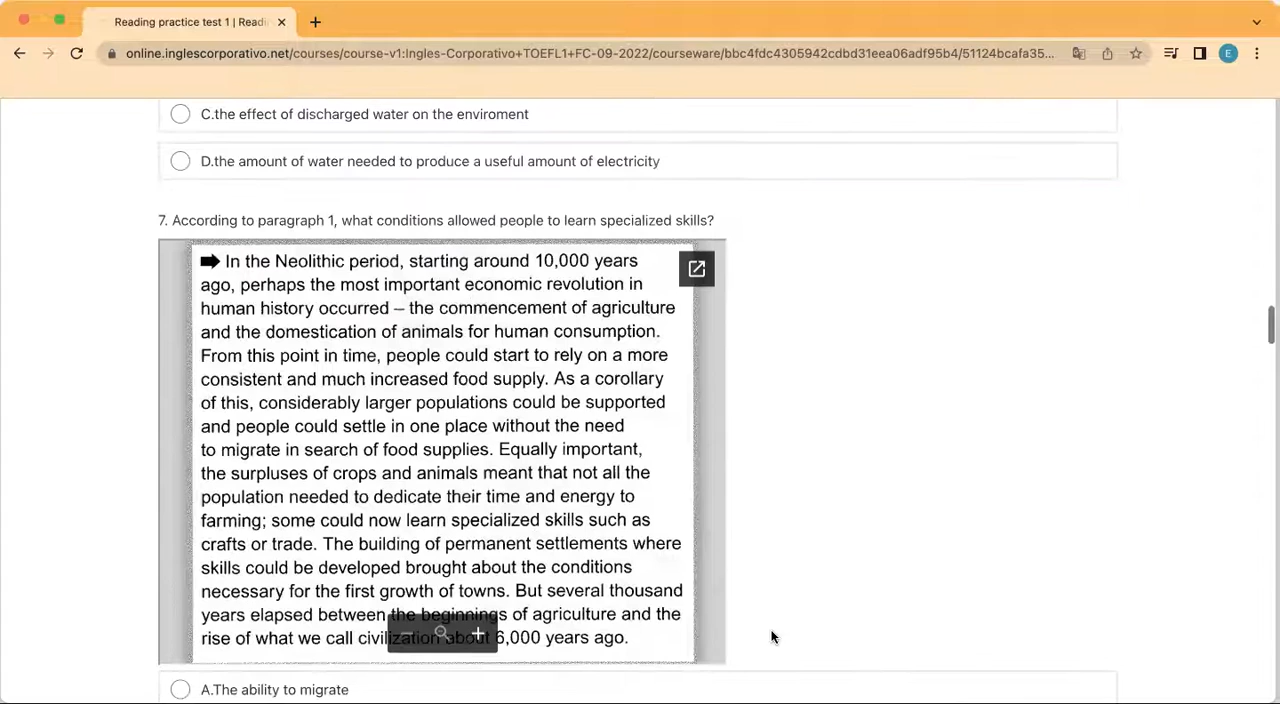 Reading practice test 1 | Readi
online.inglescorporativo.net/courses/course-v1:Ingles-Corporativo+TOEFL1+FC-09-2022/courseware/bbc4fdc4305942cdbd31eea06adf95b4/51124bcafa35...
E
C.the effect of discharged water on the enviroment
D.the amount of water needed to produce a useful amount of electricity
7. According to paragraph 1, what conditions allowed people to learn specialized skills?
In the Neolithic period, starting around 10,000 years
ago, perhaps the most important economic revolution in
human history occurred – the commencement of agriculture
and the domestication of animals for human consumption.
From this point in time, people could start to rely on a more
consistent and much increased food supply. As a corollary
of this, considerably larger populations could be supported
and people could settle in one place without the need
to migrate in search of food supplies. Equally important,
the surpluses of crops and animals meant that not all the
population needed to dedicate their time and energy to
farming; some could now learn specialized skills such as
crafts or trade. The building of permanent settlements where
skills could be developed brought about the conditions
necessary for the first growth of towns. But several thousand
years elapsed between the beginnings of agriculture and the
rise of what we call civilization about 6,000 years ago.
A.The ability to migrate